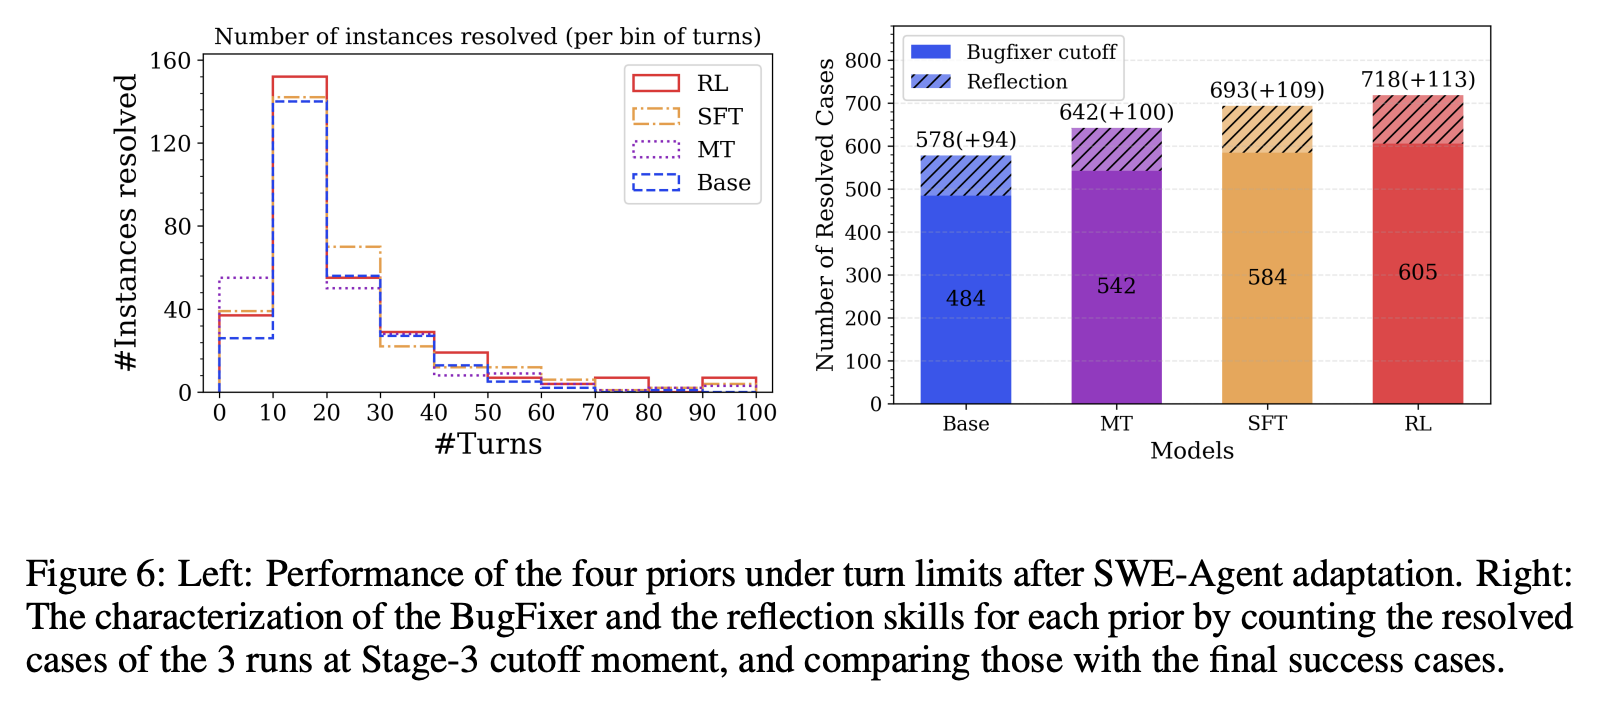 Number of instances resolved (per bin of turns)
#Instances resolved
160
120
80
40
0
RL
SFT
MT
Base
0 10 20 30 40 50 60 70 80 90 100
#Turns
Number of Resolved Cases
800
700
600
500
400
300
200
100
0
Bugfixer cutoff
Reflection
578(+94)
642(+100)
693(+109)
718(+113)
484
542
584
605
Base MT SFT RL
Models
Figure 6: Left: Performance of the four priors under turn limits after SWE-Agent adaptation. Right:
The characterization of the BugFixer and the reflection skills for each prior by counting the resolved
cases of the 3 runs at Stage-3 cutoff moment, and comparing those with the final success cases.